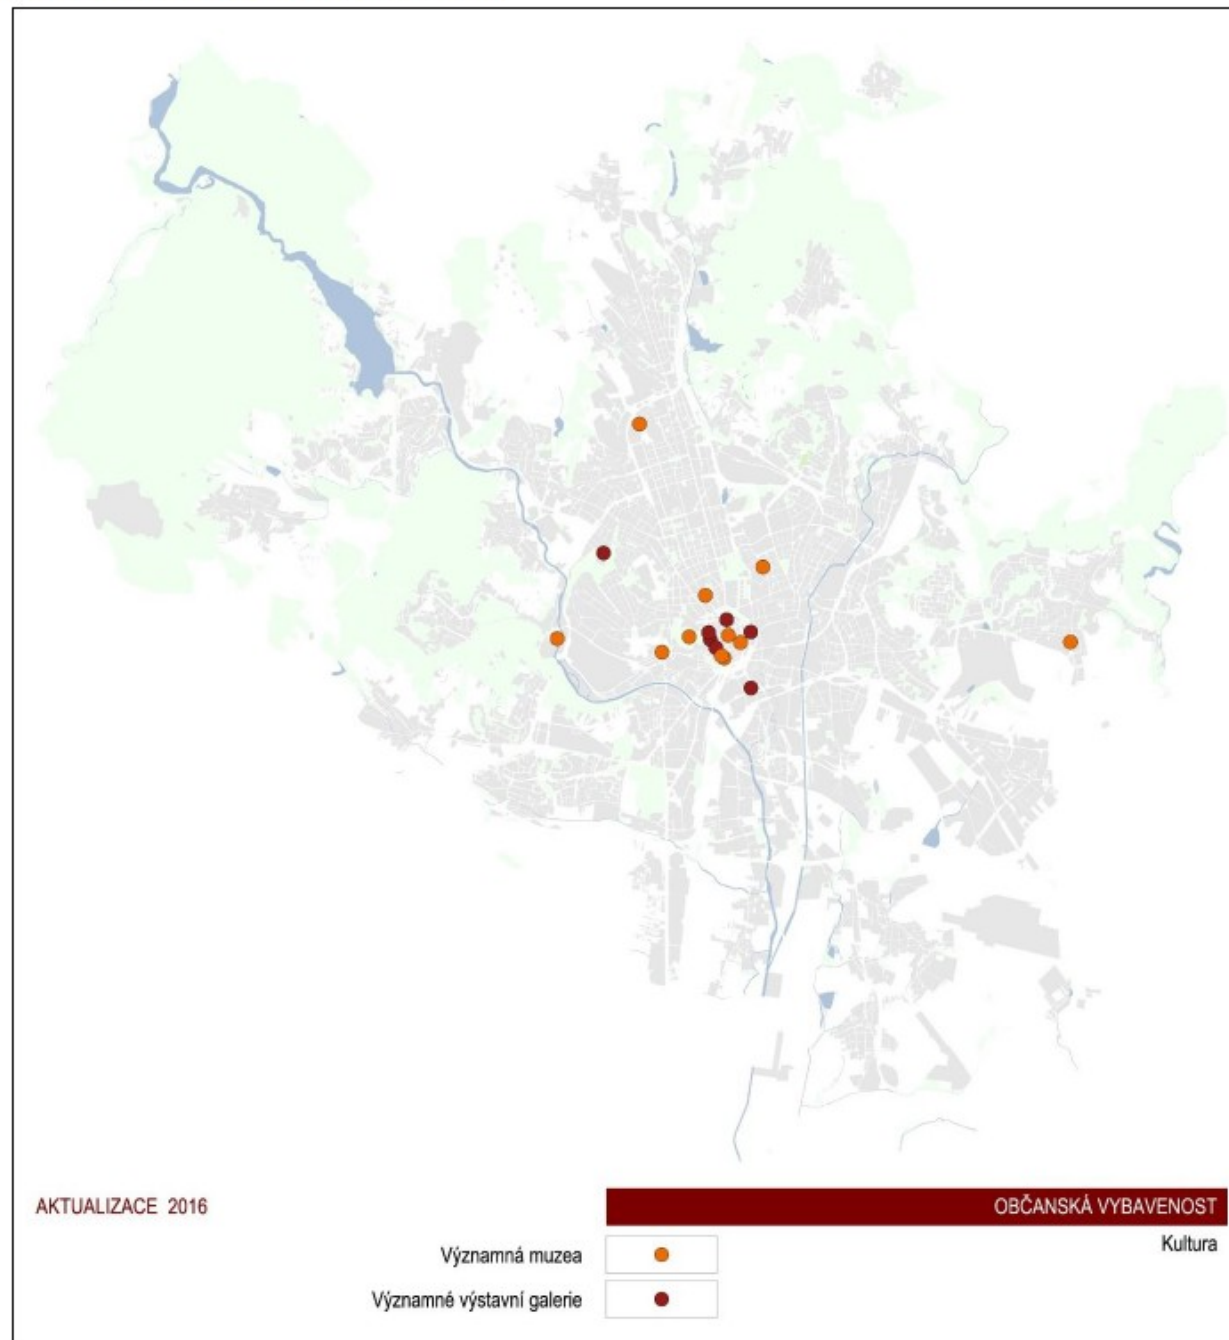 AKTUALIZACE 2016
OBČANSKÁ VYBAVENOST
Kultura
Významná muzea
Významné výstavní galerie